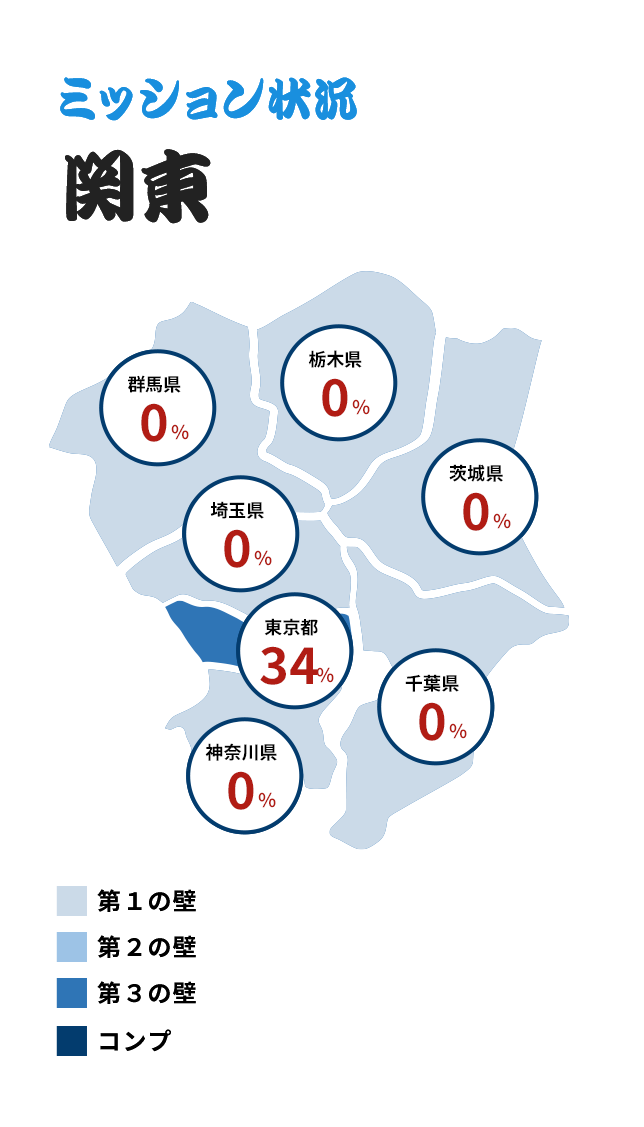 ミッション状況
関東
栃木県
0%
群馬県
0%
茨城県
0%
埼玉県
0%
東京都
34%
千葉県
0%
神奈川県
0%
第１の壁
第２の壁
第３の壁
コンプ